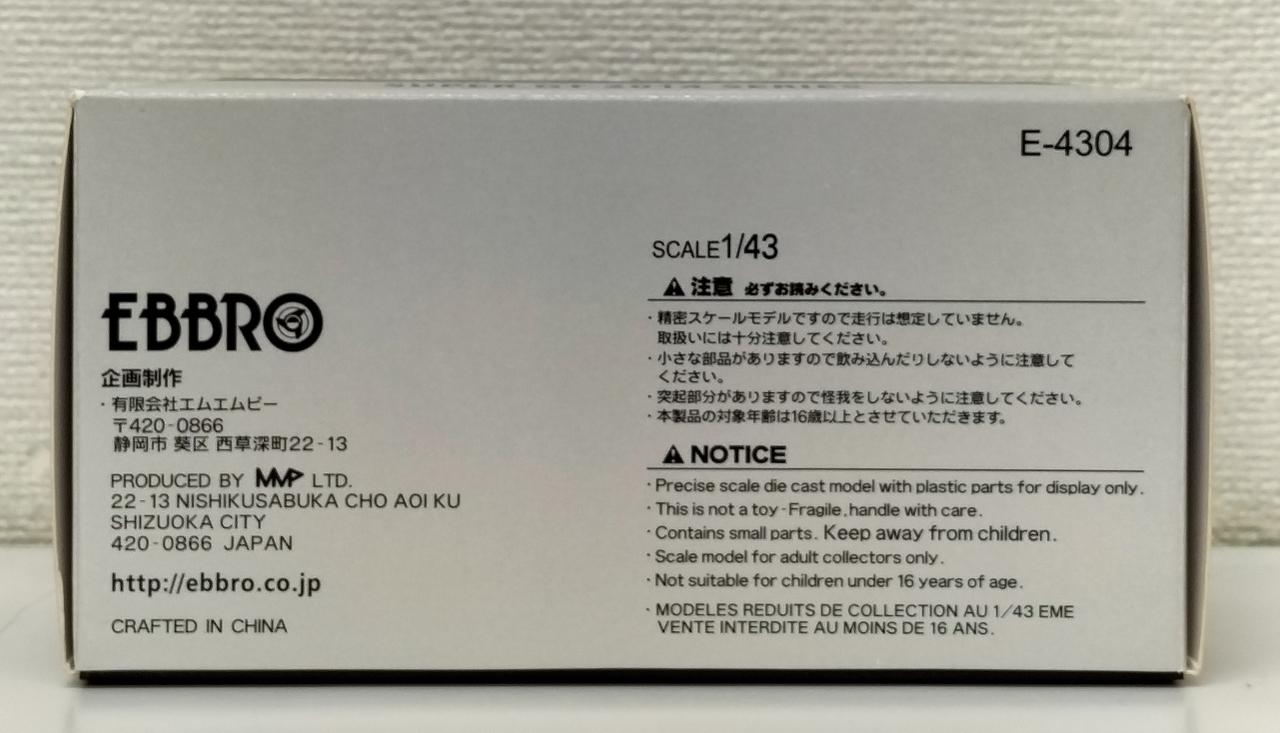 SUPER GT 2014 SERIES
E-4304
EBBRO
企画制作
・有限会社エムエムピー
〒420-0866
静岡市 葵区 西草深町22-13
PRODUCED BY MMP LTD.
22-13 NISHIKUSABUKA CHO AOI KU
SHIZUOKA CITY
420-0866 JAPAN
http://ebbro.co.jp
CRAFTED IN CHINA
SCALE1/43
⚠注意 必ずお読みください。
・精密スケールモデルですので走行は想定していません。
取扱いには十分注意してください。
・小さな部品がありますので飲み込んだりしないように注意して
ください。
・突起部分がありますので怪我をしないように注意してください。
・本製品の対象年齢は16歳以上とさせていただきます。
⚠NOTICE
・Precise scale die cast model with plastic parts for display only.
・This is not a toy-Fragile,handle with care.
・Contains small parts. Keep away from children.
・Scale model for adult collectors only.
・Not suitable for children under 16 years of age.
・MODELES REDUITS DE COLLECTION AU 1/43 EME
VENTE INTERDITE AU MOINS DE 16 ANS.